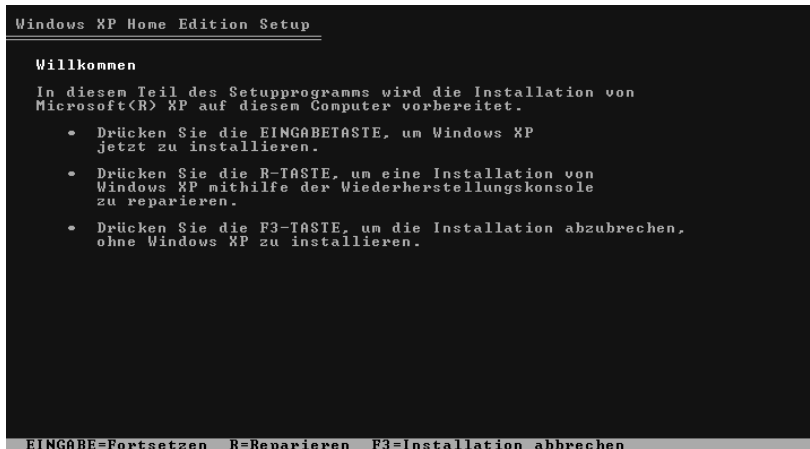 Windows XP Home Edition Setup
Willkommen
In diesem Teil des Setupprogramms wird die Installation von
Microsoft(R) XP auf diesem Computer vorbereitet.
• Drücken Sie die EINGABETASTE, um Windows XP
jetzt zu installieren.
• Drücken Sie die R-TASTE, um eine Installation von
Windows XP mithilfe der Wiederherstellungskonsole
zu reparieren.
• Drücken Sie die F3-TASTE, um die Installation abzubrechen,
ohne Windows XP zu installieren.
EINGABE=Fortsetzen R=Reparieren F3=Installation abbrechen